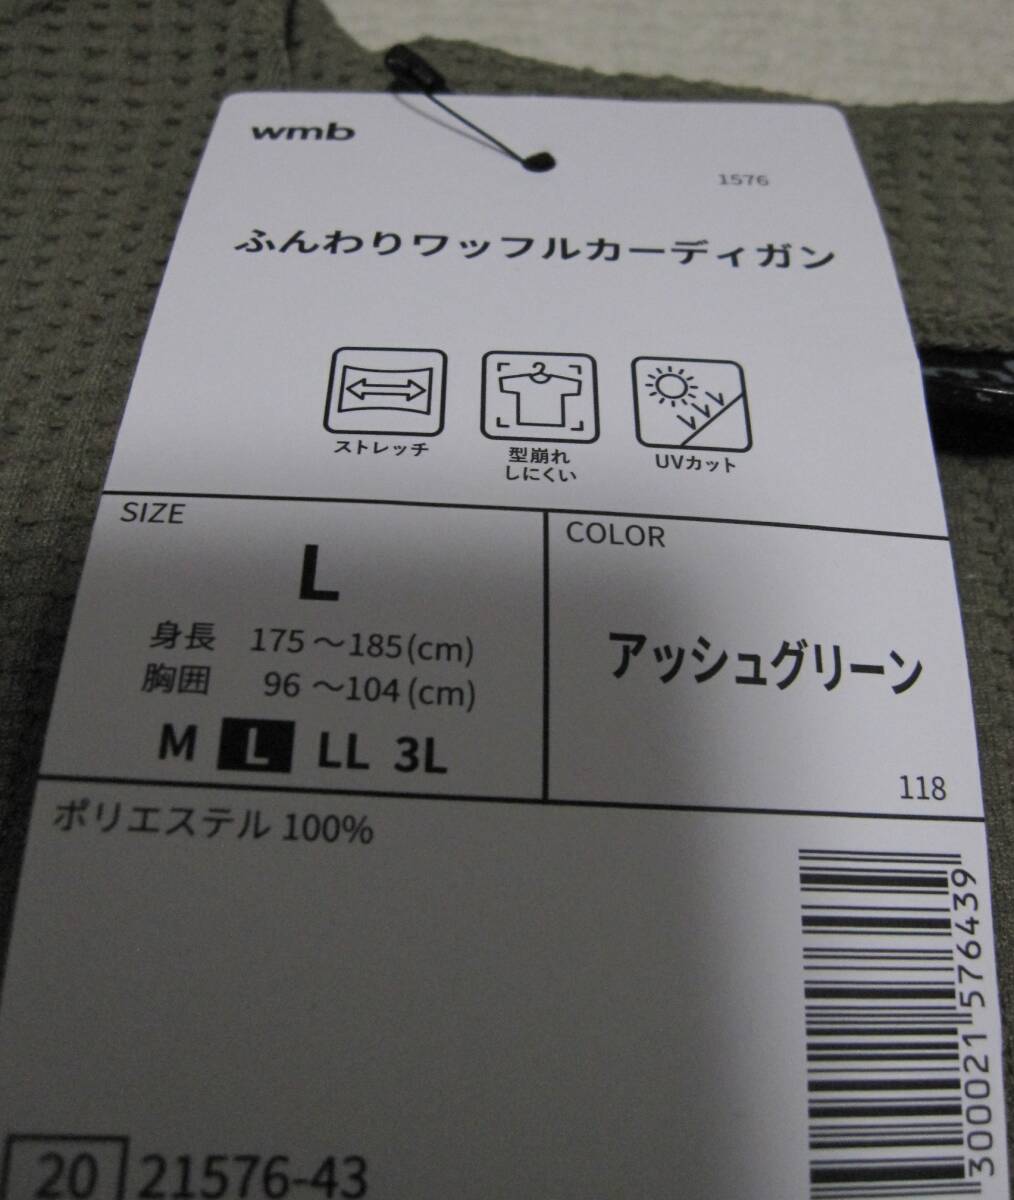 wmb
1576
ふんわりワッフルカーディガン
ストレッチ
型崩れ
しにくい
UVカット
SIZE
L
身長 175～185(cm)
胸囲 96～104(cm)
M L LL 3L
COLOR
アッシュグリーン
118
ポリエステル 100%
300021 576439
20 21576-43